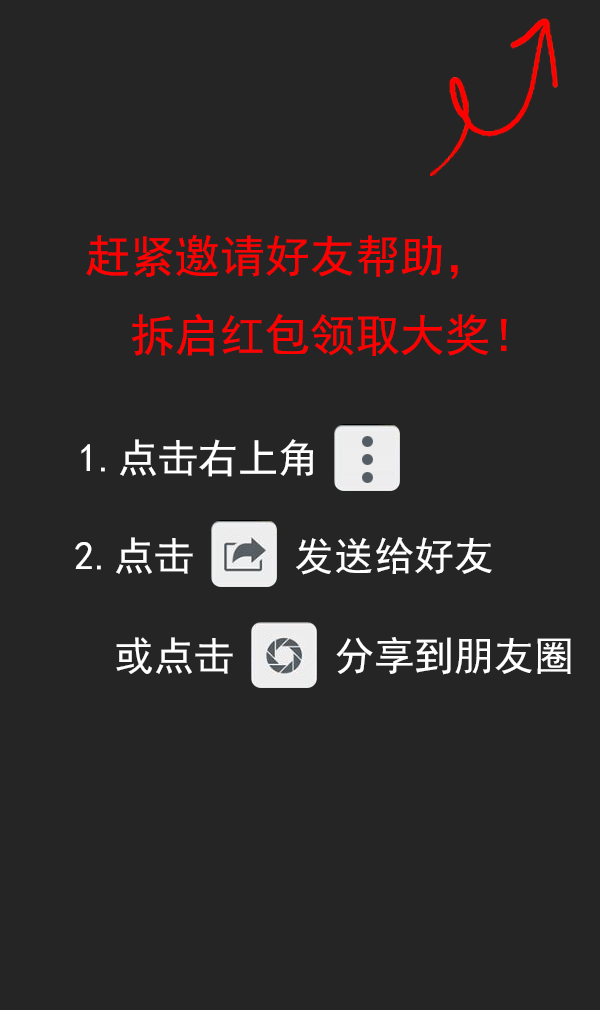 赶紧邀请好友帮助，
拆启红包领取大奖！
1.点击右上角
2.点击 发送给好友
或点击 分享到朋友圈